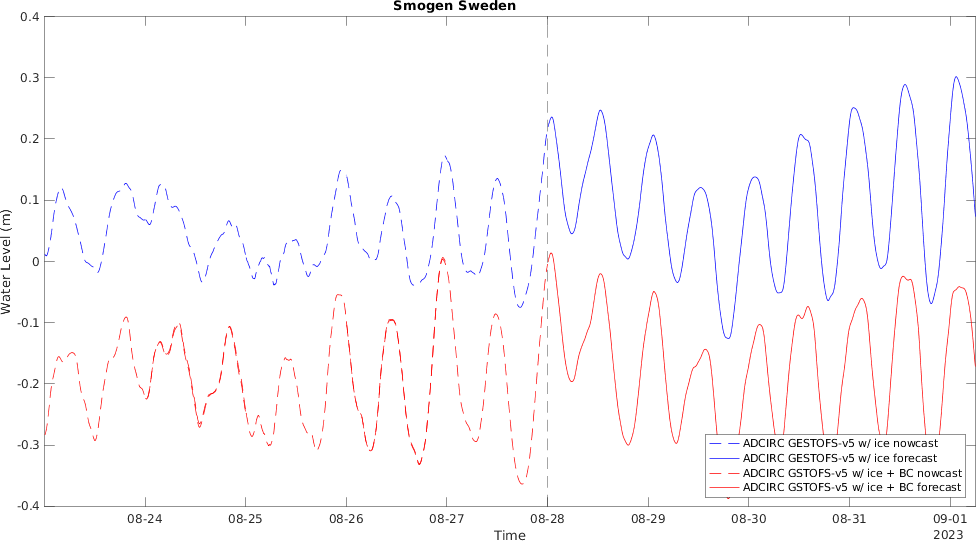 Smogen Sweden
0.4
0.3
0.2
0.1
0
-0.1
-0.2
-0.3
-0.4
Water Level (m)
ADCIRC GESTOFS-v5 w/ ice nowcast
ADCIRC GESTOFS-v5 w/ ice forecast
ADCIRC GSTOFS-v5 w/ ice + BC nowcast
ADCIRC GSTOFS-v5 w/ ice + BC forecast
08-24 08-25 08-26 08-27 08-28 08-29 08-30 08-31 09-01
2023
Time